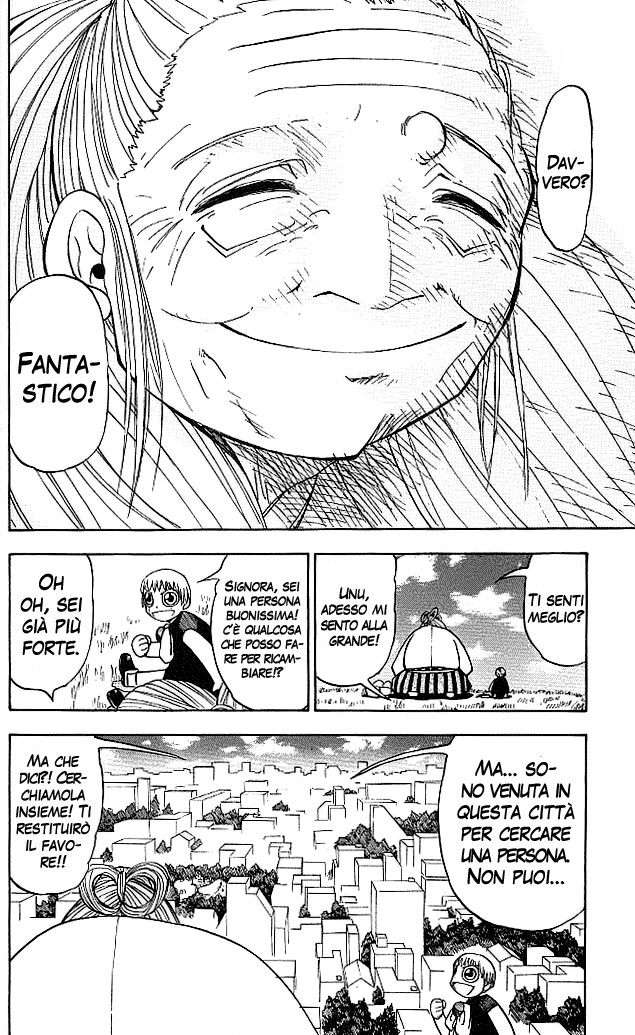 DAV-
VERO?
FANTA-
STICO!
TI SENTI
MEGLIO?
UNU,
ADESSO MI
SENTO ALLA
GRANDE!
SIGNORA, SEI
UNA PERSONA
BUONISSIMA!
C'È QUALCOSA
CHE POSSO FA-
RE PER RICAM-
BIARE!?
OH
OH, SEI
GIÀ PIÙ
FORTE.
MA... SO-
NO VENUTA IN
QUESTA CITTÀ
PER CERCARE
UNA PERSONA.
NON PUOI...
MA CHE
DICI?! CER-
CHIAMOLA
INSIEME! TI
RESTITUIRÒ
IL FAVO-
RE!!